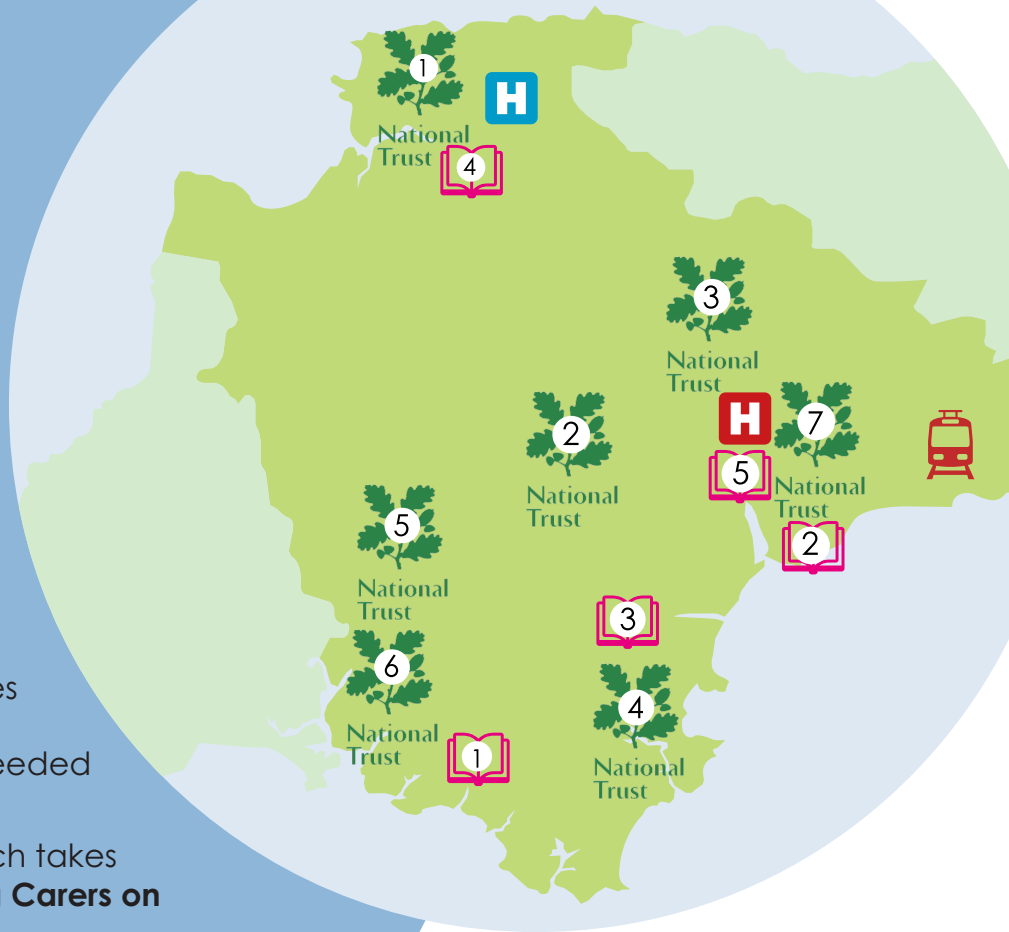 1
H
National
Trust
4
3
National
Trust
2
H
7
National
Trust
5
National
Trust
5
2
National
Trust
3
6
National
Trust
4
National
Trust
1
es
eeded
ch takes
Carers on